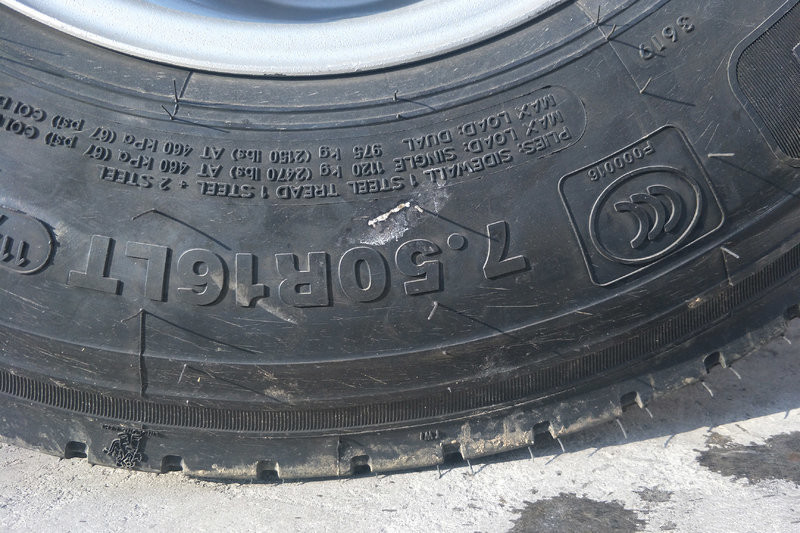 7.50R16LT
F000016
PLIES: SIDEWALL 1 STEEL TREAD 1 STEEL + 2 STEEL
MAX LOAD: SINGLE 1120 kg (2470 lbs) AT 460 kPa (67 psi)
MAX LOAD: DUAL 975 kg (2150 lbs) AT 460 kPa (67 psi)
3619